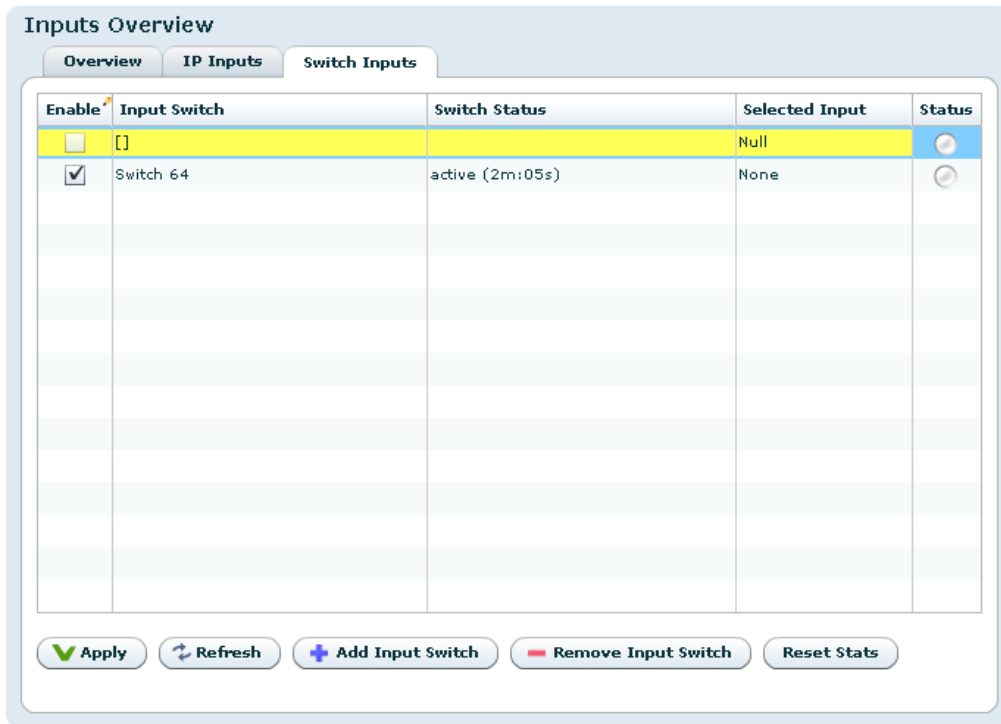 Inputs Overview
Overview IP Inputs Switch Inputs
Enable Input Switch Switch Status Selected Input Status
[] Null
Switch 64 active (2m:05s) None
Apply Refresh Add Input Switch Remove Input Switch Reset Stats